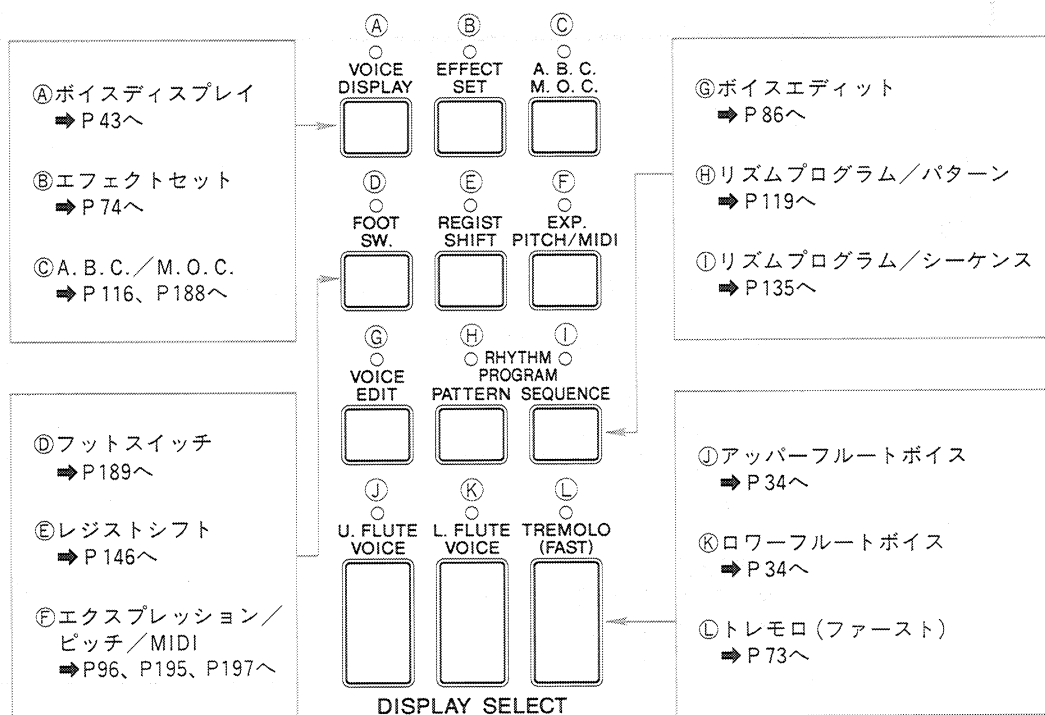 Ⓐボイスディスプレイ
➡P43へ
Ⓑエフェクトセット
➡P74へ
ⒸA. B. C.／M. O. C.
➡P116、P188へ
Ⓓフットスイッチ
➡P189へ
Ⓔレジストシフト
➡P146へ
Ⓕエクスプレッション／
ピッチ／MIDI
➡P96、P195、P197へ
Ⓐ Ⓑ Ⓒ
VOICE DISPLAY
EFFECT SET
A. B. C. M. O. C.
Ⓓ Ⓔ Ⓕ
FOOT SW.
REGIST SHIFT
EXP. PITCH/MIDI
Ⓖ Ⓗ Ⓘ
VOICE EDIT
RHYTHM PROGRAM
PATTERN SEQUENCE
Ⓙ Ⓚ Ⓛ
U. FLUTE VOICE
L. FLUTE VOICE
TREMOLO (FAST)
DISPLAY SELECT
Ⓖボイスエディット
➡P86へ
Ⓗリズムプログラム／パターン
➡P119へ
Ⓘリズムプログラム／シーケンス
➡P135へ
Ⓙアッパーフルートボイス
➡P34へ
Ⓚロワーフルートボイス
➡P34へ
Ⓛトレモロ(ファースト)
➡P73へ